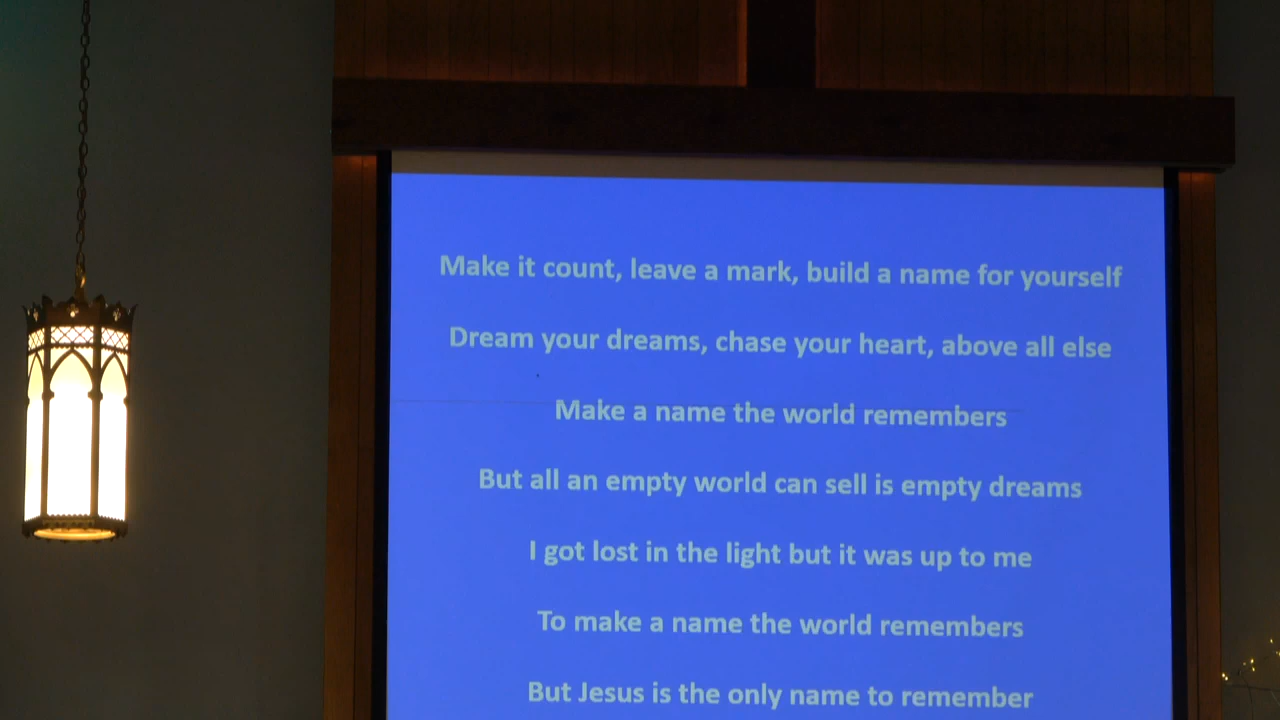 Make it count, leave a mark, build a name for yourself
Dream your dreams, chase your heart, above all else
Make a name the world remembers
But all an empty world can sell is empty dreams
I got lost in the light but it was up to me
To make a name the world remembers
But Jesus is the only name to remember